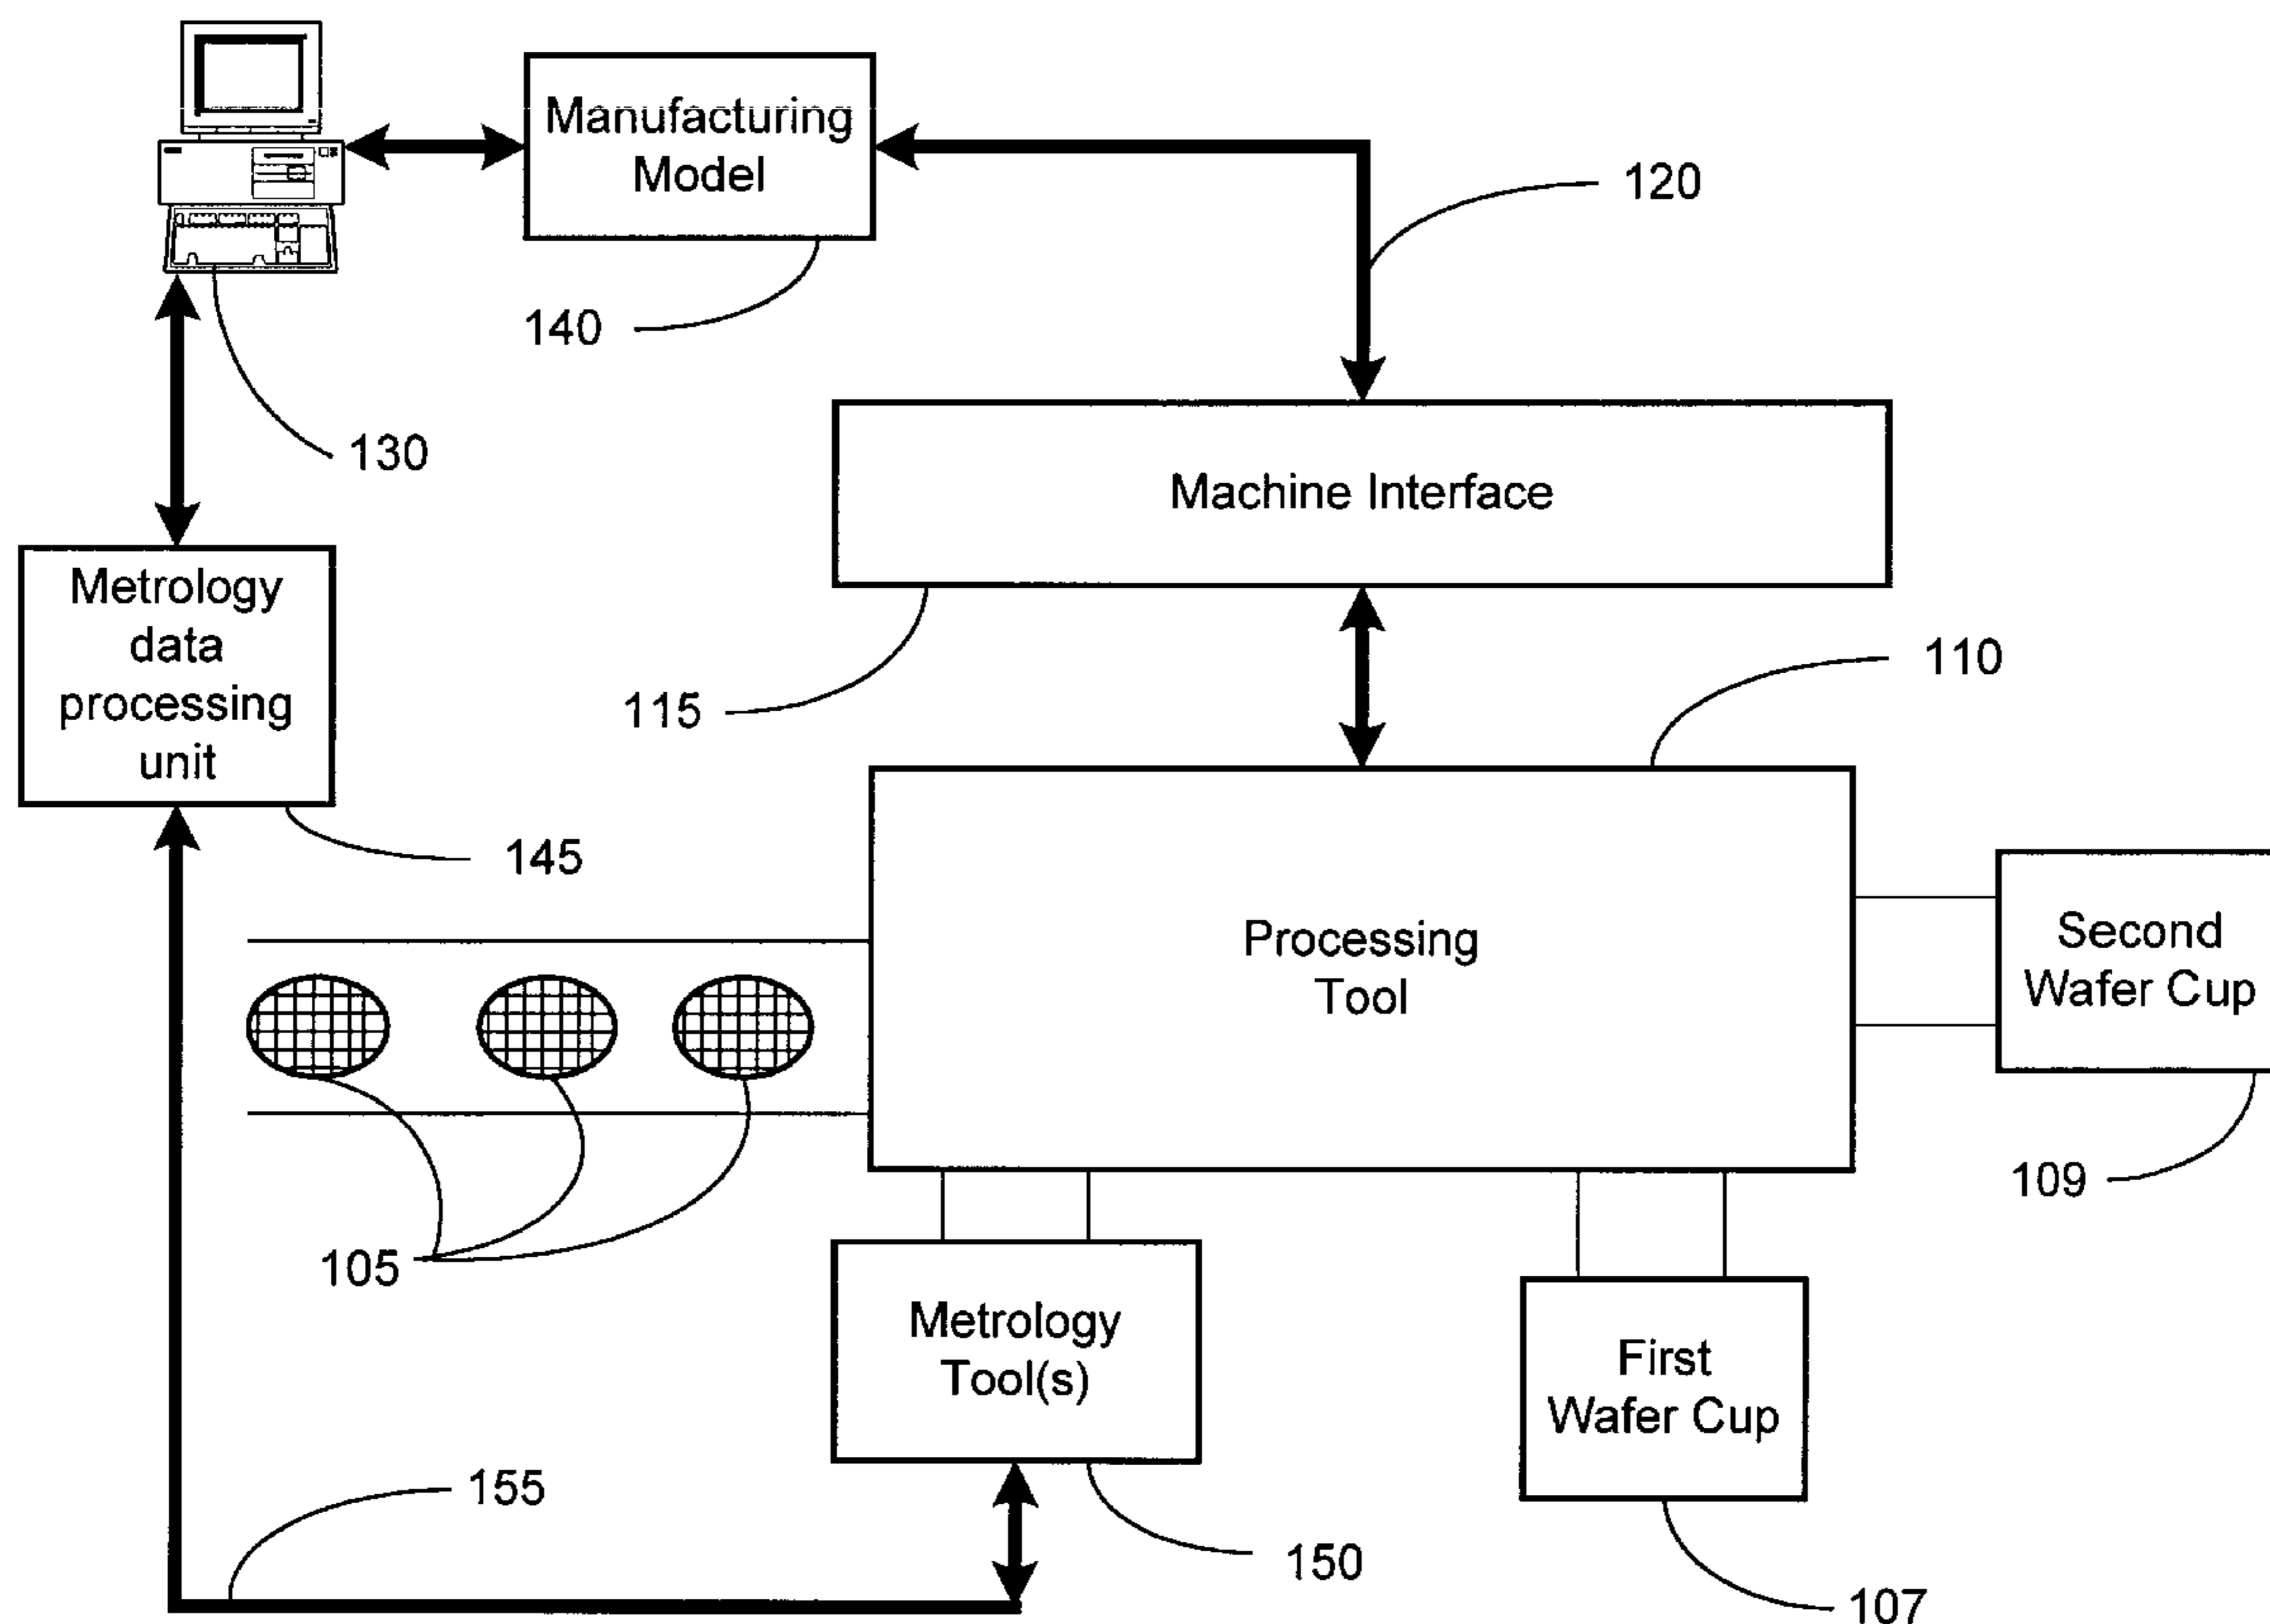 Manufacturing
Model
120
140
130
Machine Interface
Metrology
data
processing
unit
110
115
145
Processing
Tool
Second
Wafer Cup
109
105
Metrology
Tool(s)
First
Wafer Cup
155
150
107